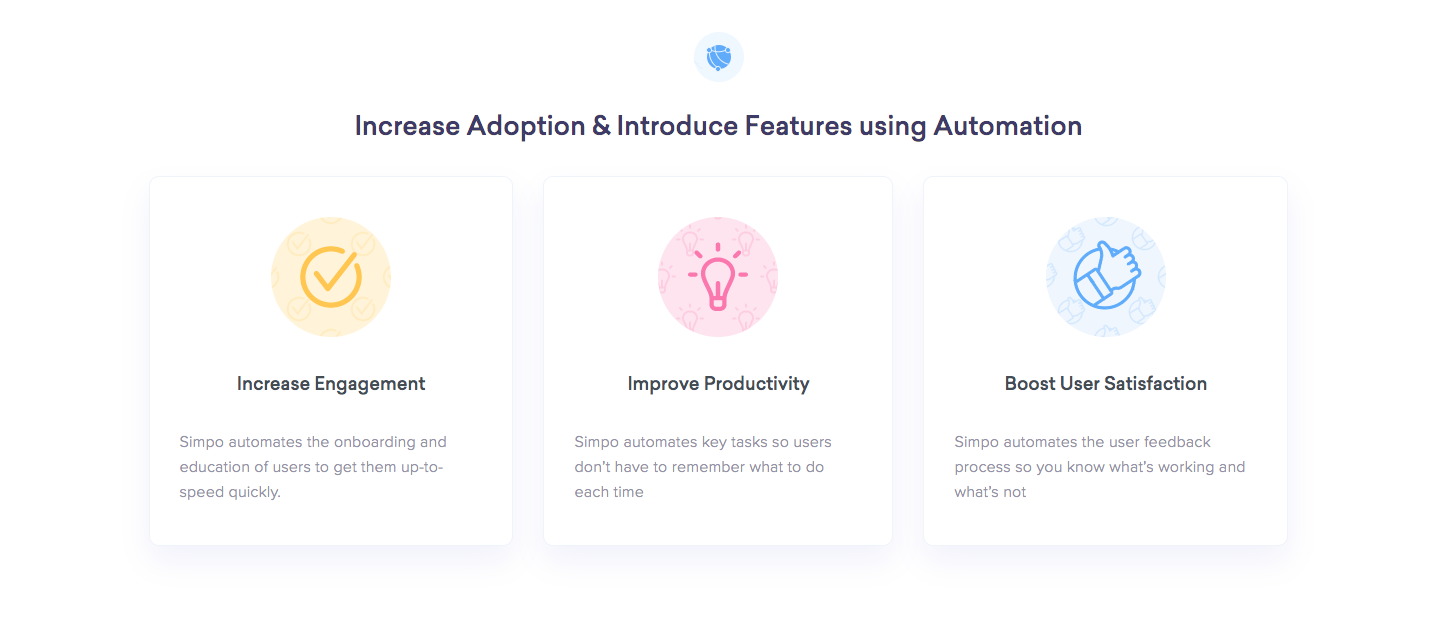 Increase Adoption & Introduce Features using Automation
Increase Engagement
Simpo automates the onboarding and
education of users to get them up-to-
speed quickly.
Improve Productivity
Simpo automates key tasks so users
don't have to remember what to do
each time
Boost User Satisfaction
Simpo automates the user feedback
process so you know what's working and
what's not